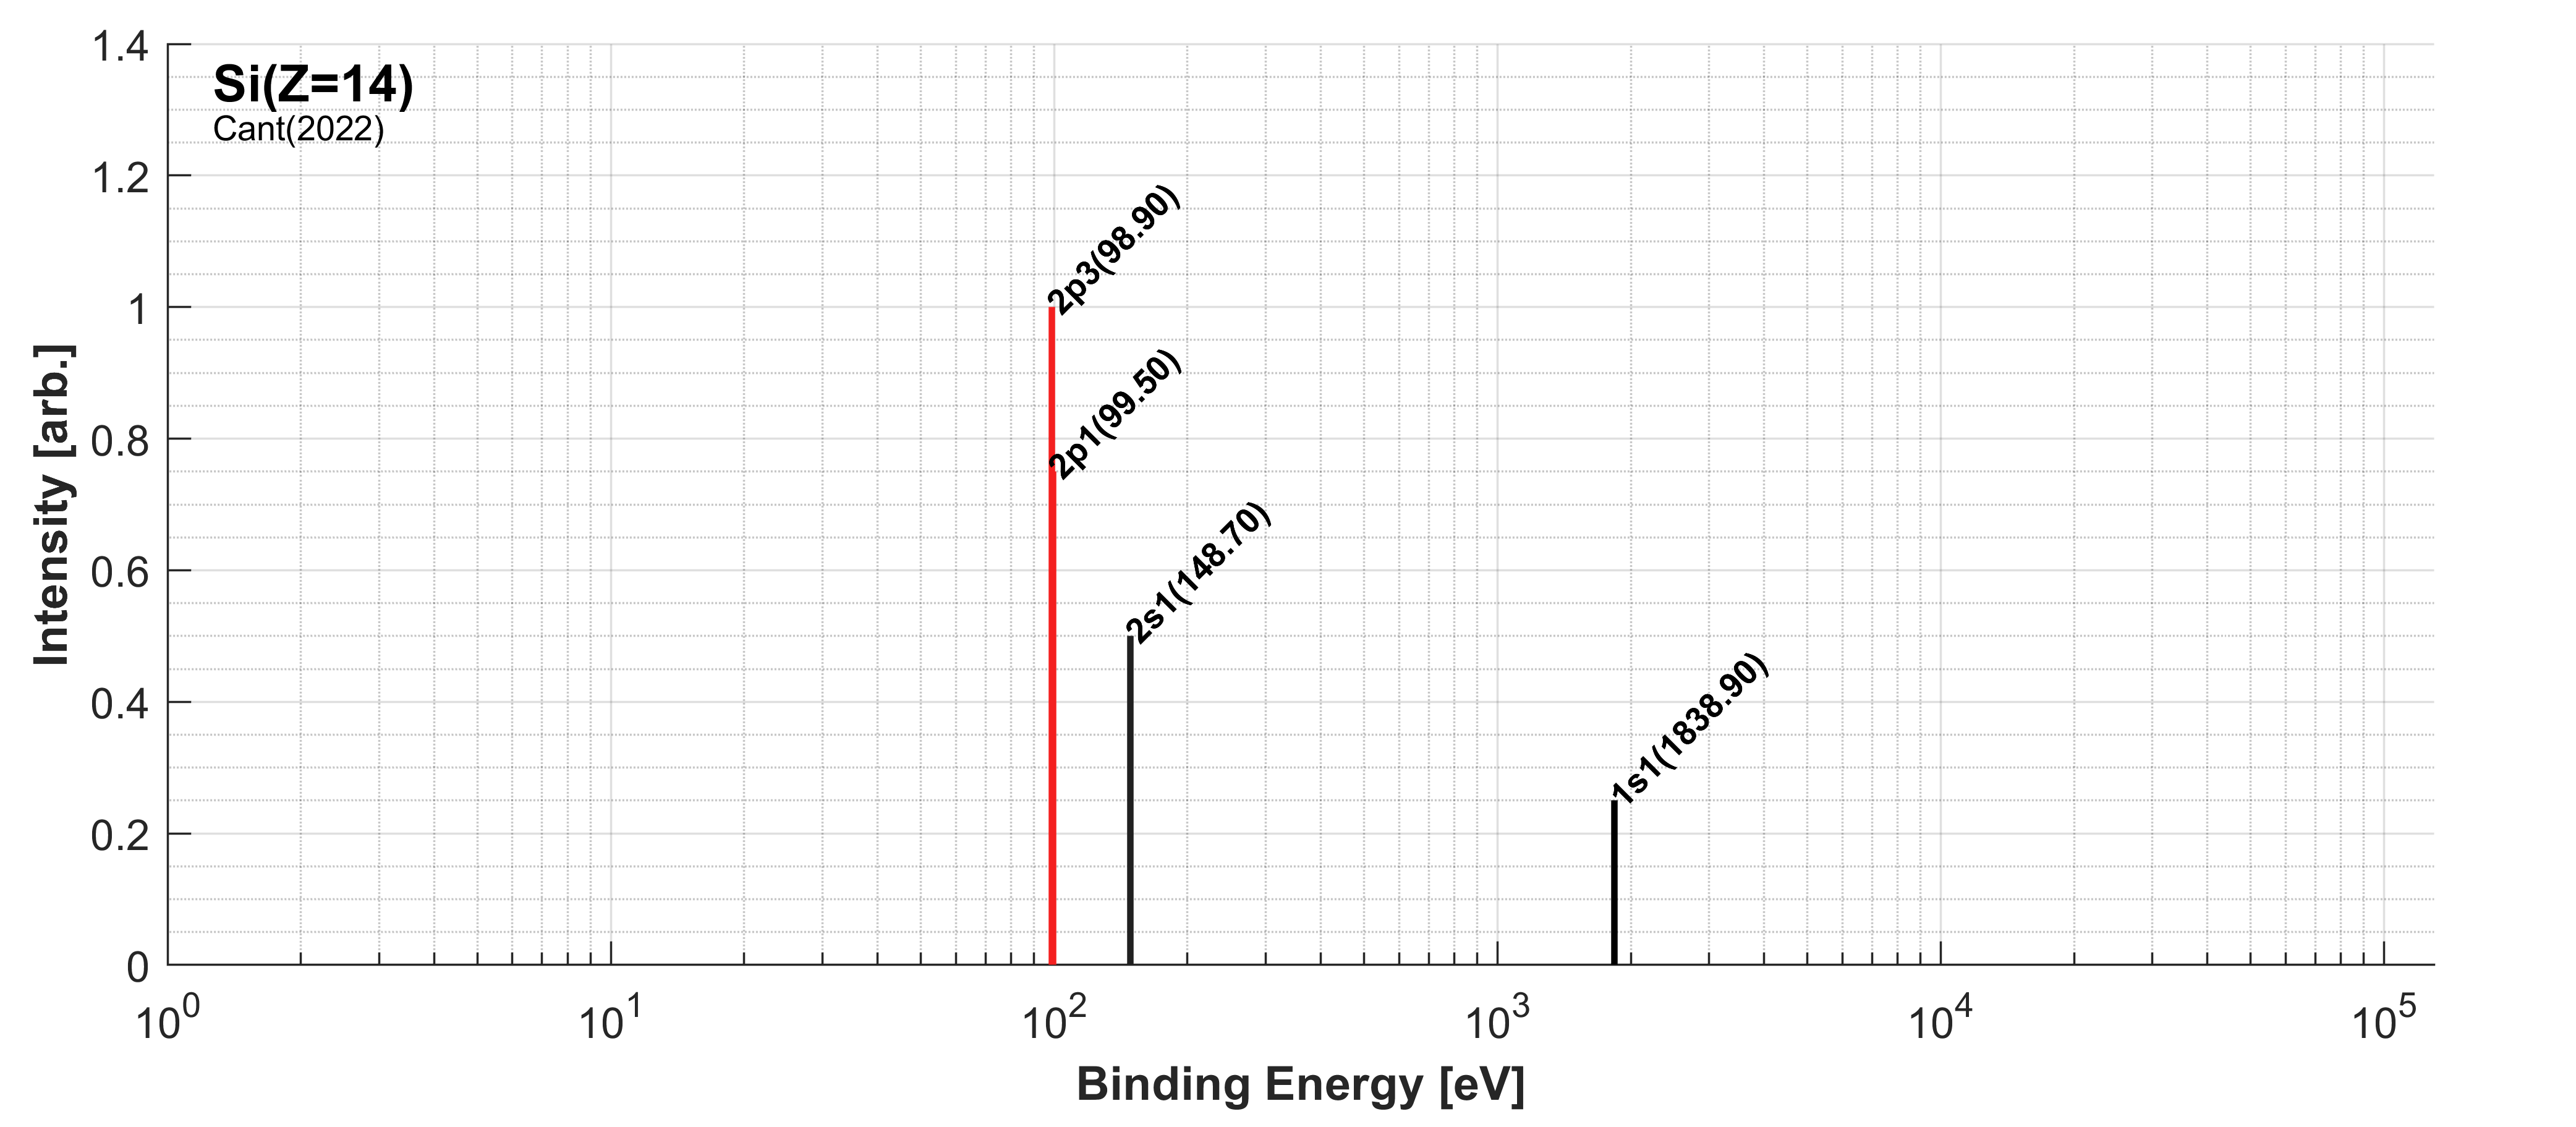 Si(Z=14)
Cant(2022)
1.4
1.2
1
0.8
0.6
0.4
0.2
0
Intensity [arb.]
2p3(98.90)
2p1(99.50)
2s1(148.70)
1s1(1838.90)
10^0
10^1
10^2
10^3
10^4
10^5
Binding Energy [eV]